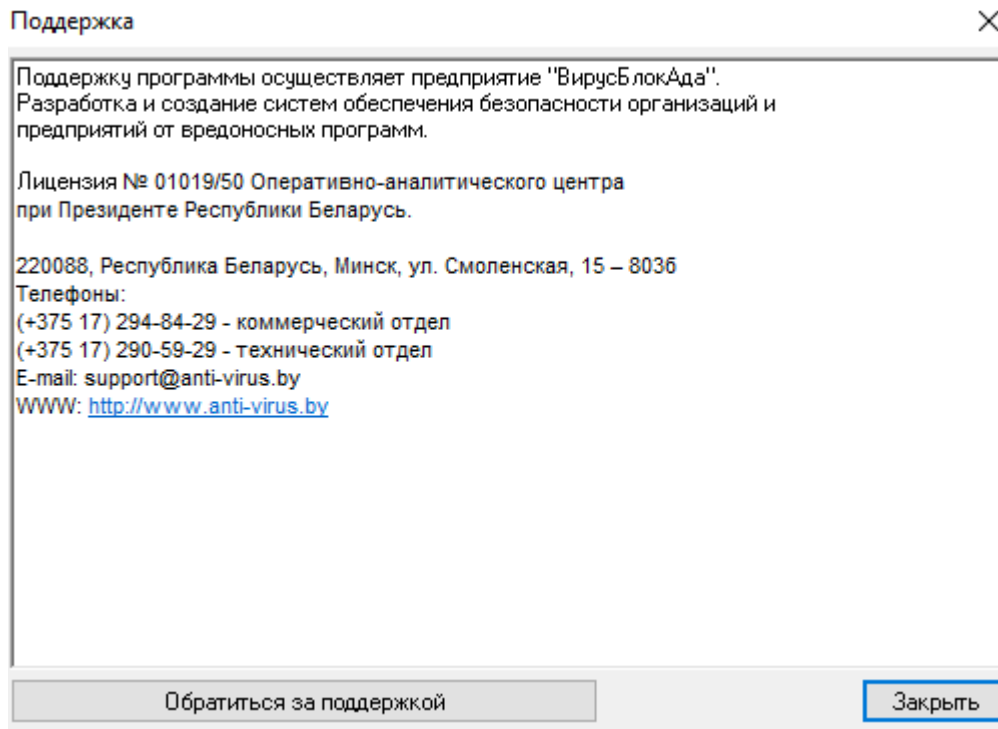 Поддержка
Поддержку программы осуществляет предприятие "ВирусБлокАда".
Разработка и создание систем обеспечения безопасности организаций и
предприятий от вредоносных программ.
Лицензия № 01019/50 Оперативно-аналитического центра
при Президенте Республики Беларусь.
220088, Республика Беларусь, Минск, ул. Смоленская, 15 – 803б
Телефоны:
(+375 17) 294-84-29 - коммерческий отдел
(+375 17) 290-59-29 - технический отдел
E-mail: support@anti-virus.by
WWW: http://www.anti-virus.by
Обратиться за поддержкой
Закрыть